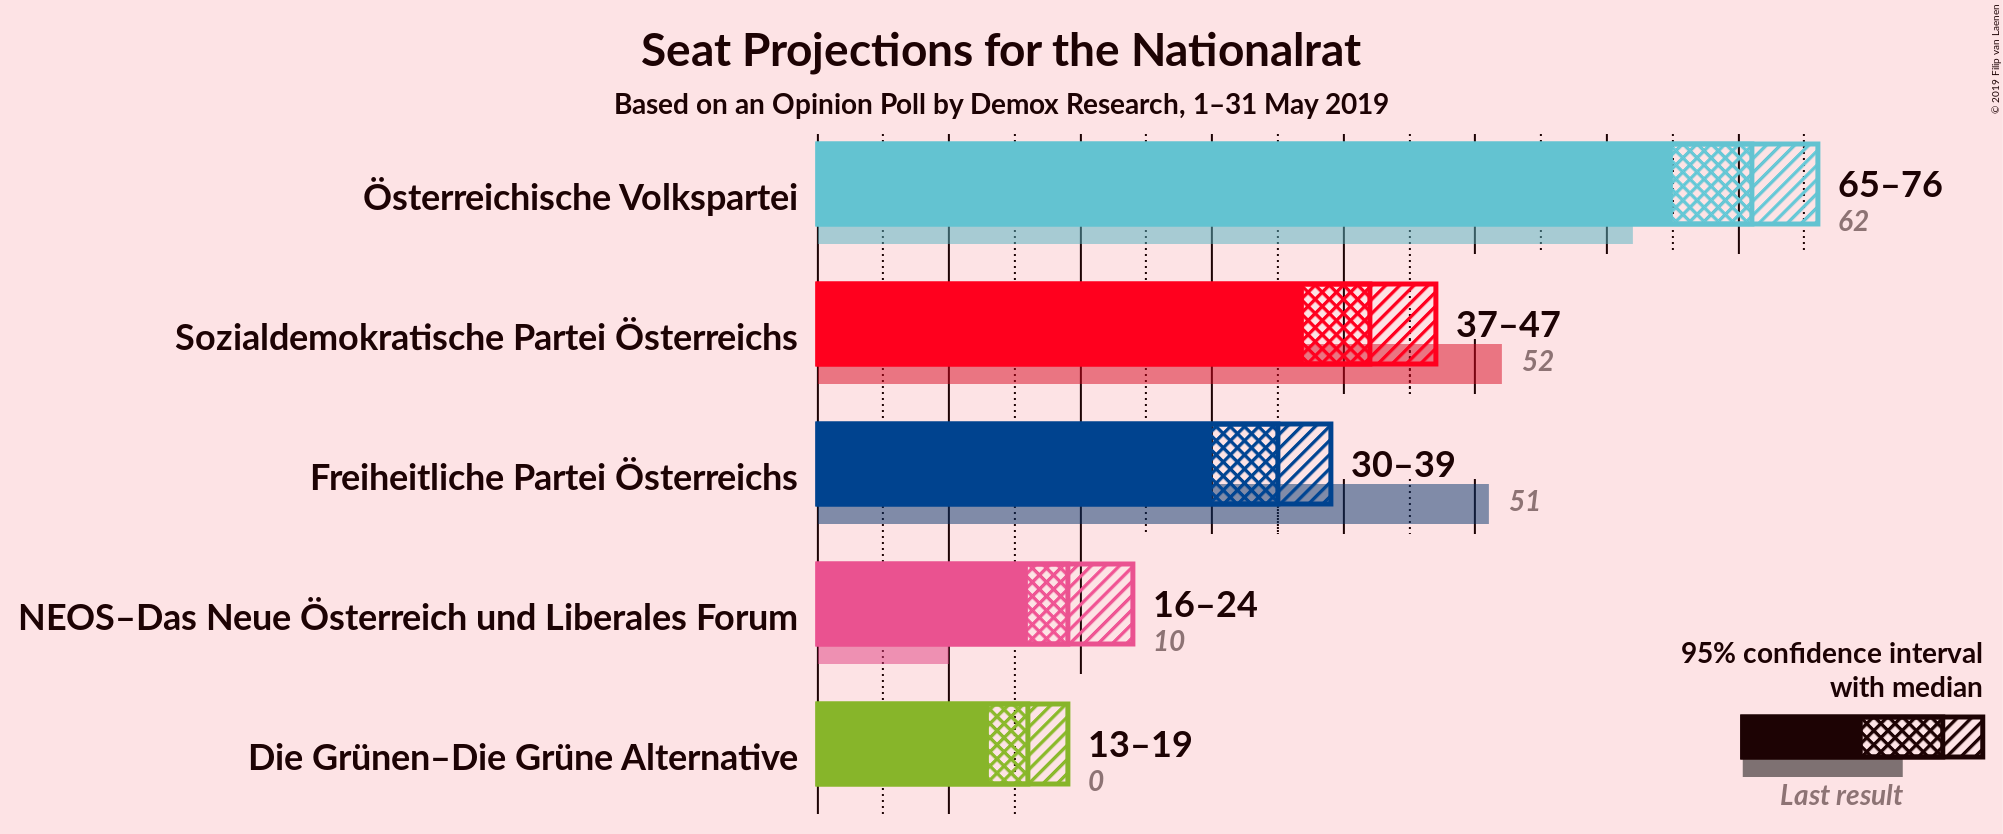 Seat Projections for the Nationalrat
Based on an Opinion Poll by Demox Research, 1–31 May 2019
© 2019 Filip van Laenen
Österreichische Volkspartei
65–76
62
Sozialdemokratische Partei Österreichs
37–47
52
Freiheitliche Partei Österreichs
30–39
51
NEOS–Das Neue Österreich und Liberales Forum
16–24
10
Die Grünen–Die Grüne Alternative
13–19
0
95% confidence interval
with median
Last result